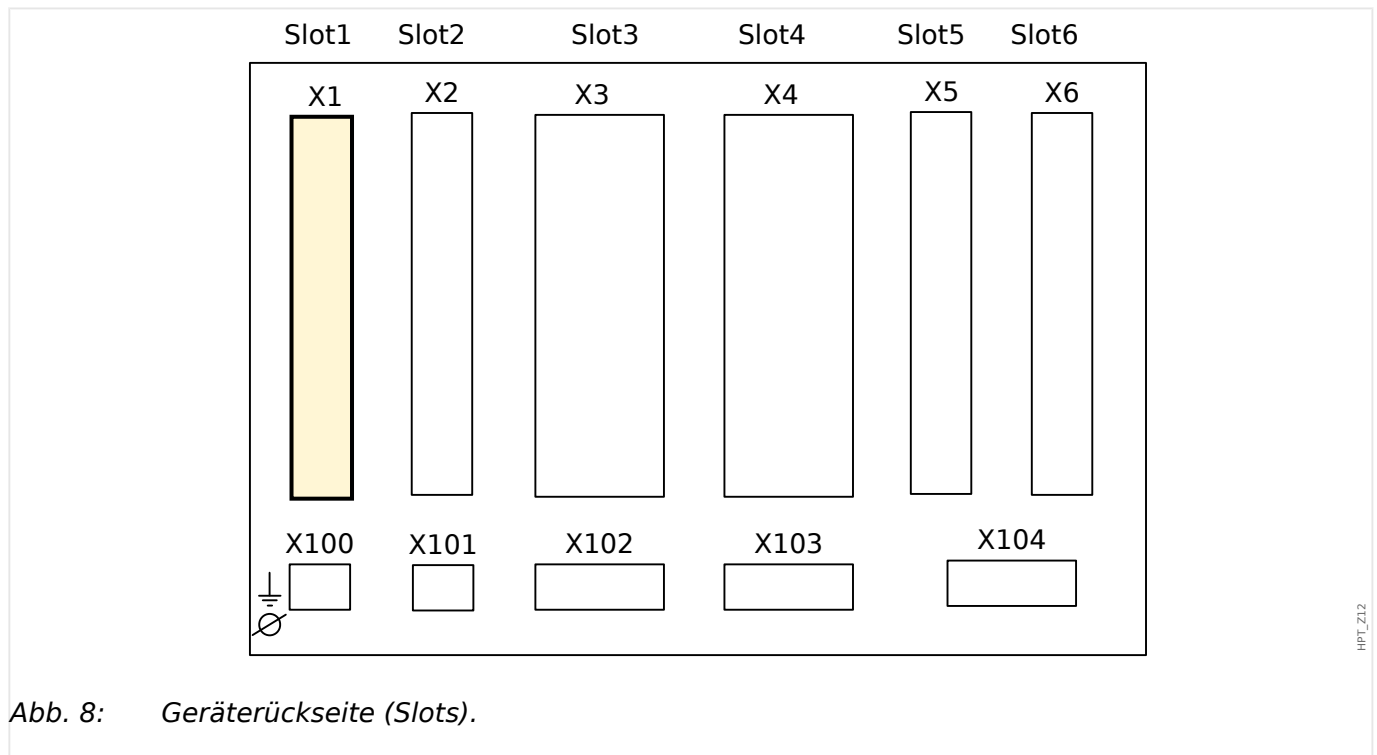 Slot1 Slot2 Slot3 Slot4 Slot5 Slot6
X1 X2 X3 X4 X5 X6
X100 X101 X102 X103 X104
HPT_Z12
Abb. 8: Geräterückseite (Slots).